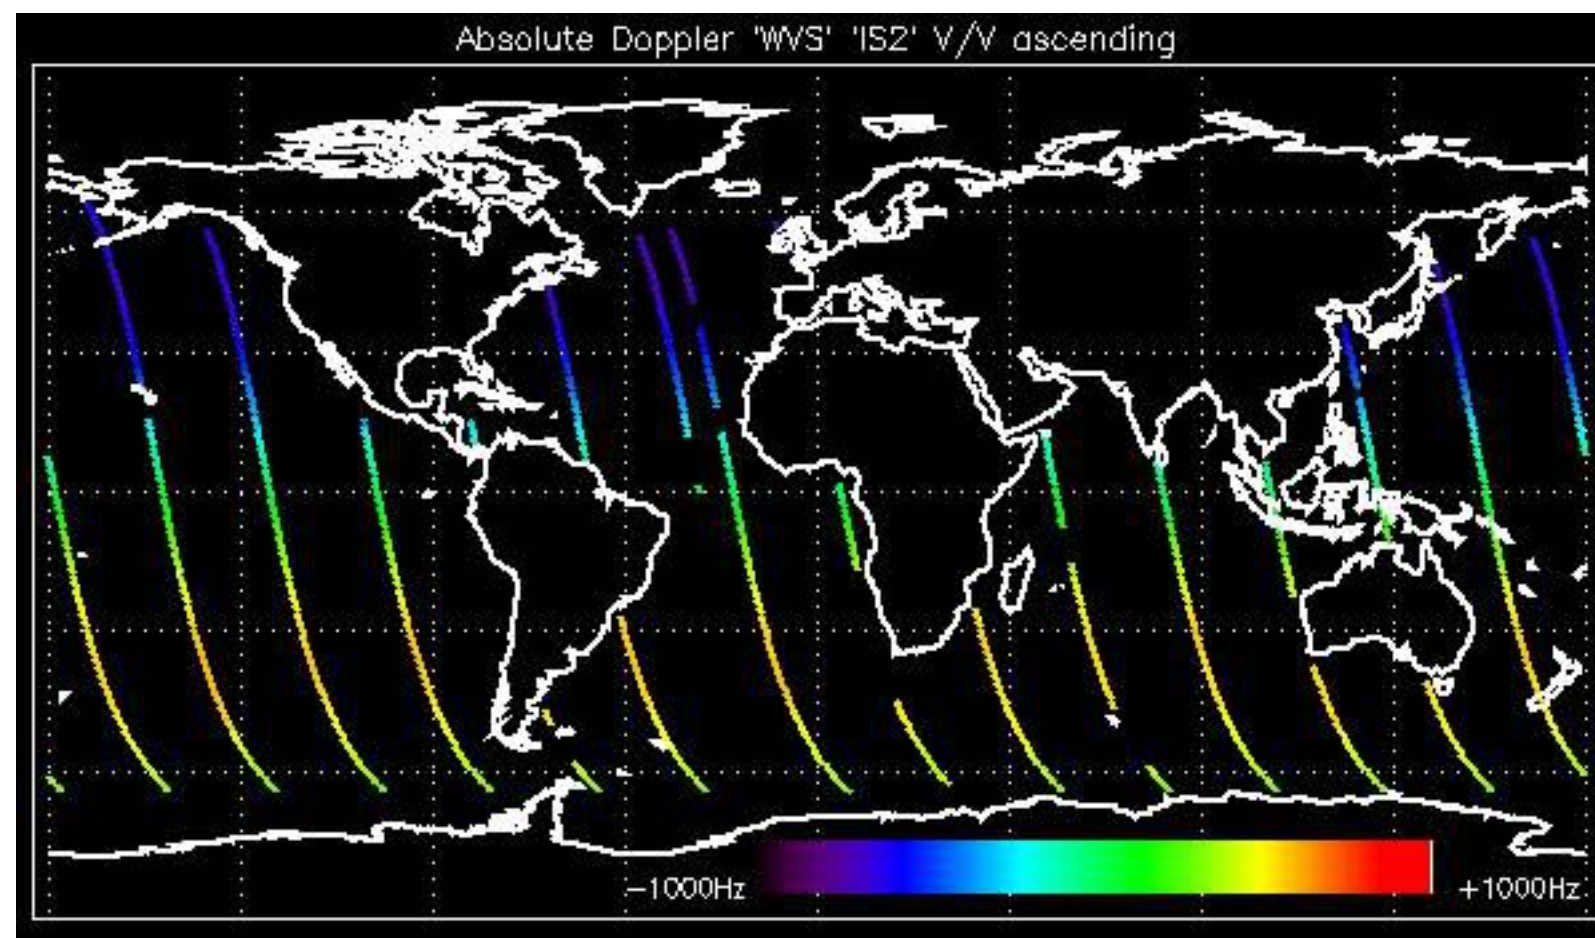 Absolute Doppler 'WVS' 'IS2' V/V ascending
−1000Hz +1000Hz